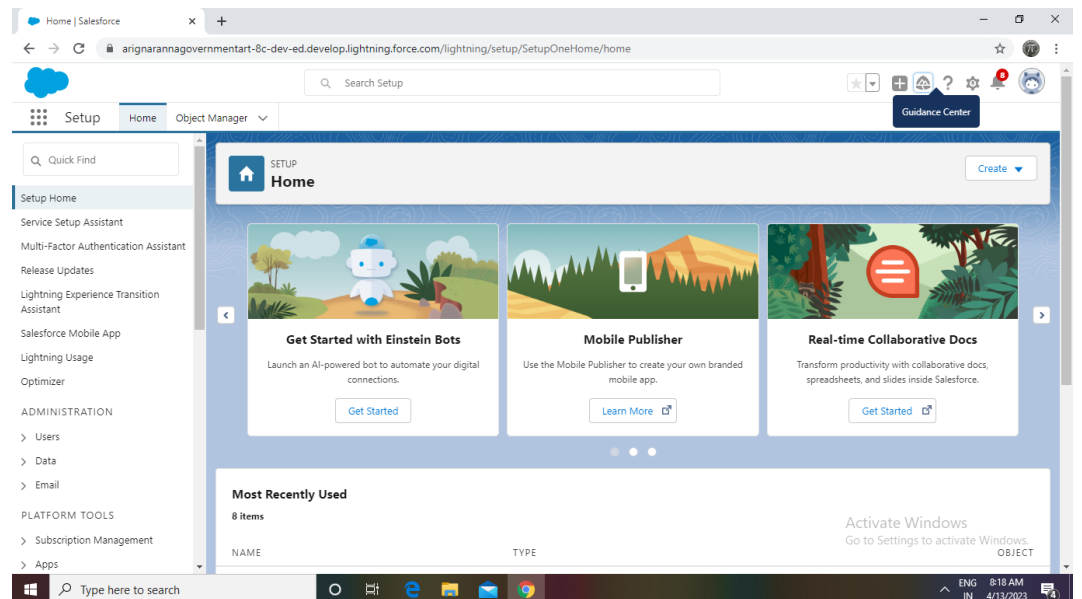 Home | Salesforce
arignarannagovernmentart-8c-dev-ed.develop.lightning.force.com/lightning/setup/SetupOneHome/home
Search Setup
8
Guidance Center
Setup
Home
Object Manager
Quick Find
Setup Home
Service Setup Assistant
Multi-Factor Authentication Assistant
Release Updates
Lightning Experience Transition
Assistant
Salesforce Mobile App
Lightning Usage
Optimizer
ADMINISTRATION
Users
Data
Email
PLATFORM TOOLS
Subscription Management
Apps
SETUP
Home
Create
Get Started with Einstein Bots
Launch an AI-powered bot to automate your digital
connections.
Get Started
Mobile Publisher
Use the Mobile Publisher to create your own branded
mobile app.
Learn More
Real-time Collaborative Docs
Transform productivity with collaborative docs,
spreadsheets, and slides inside Salesforce.
Get Started
Most Recently Used
8 items
NAME TYPE OBJECT
Activate Windows
Go to Settings to activate Windows.
Type here to search
ENG 8:18 AM
IN 4/13/2023
4